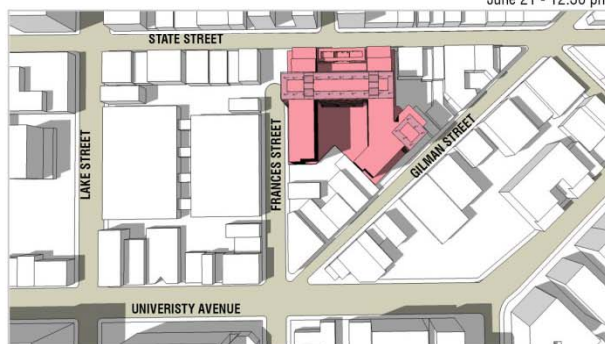 June 21 - 12:30 pm
STATE STREET
LAKE STREET
FRANCES STREET
GILMAN STREET
UNIVERISTY AVENUE